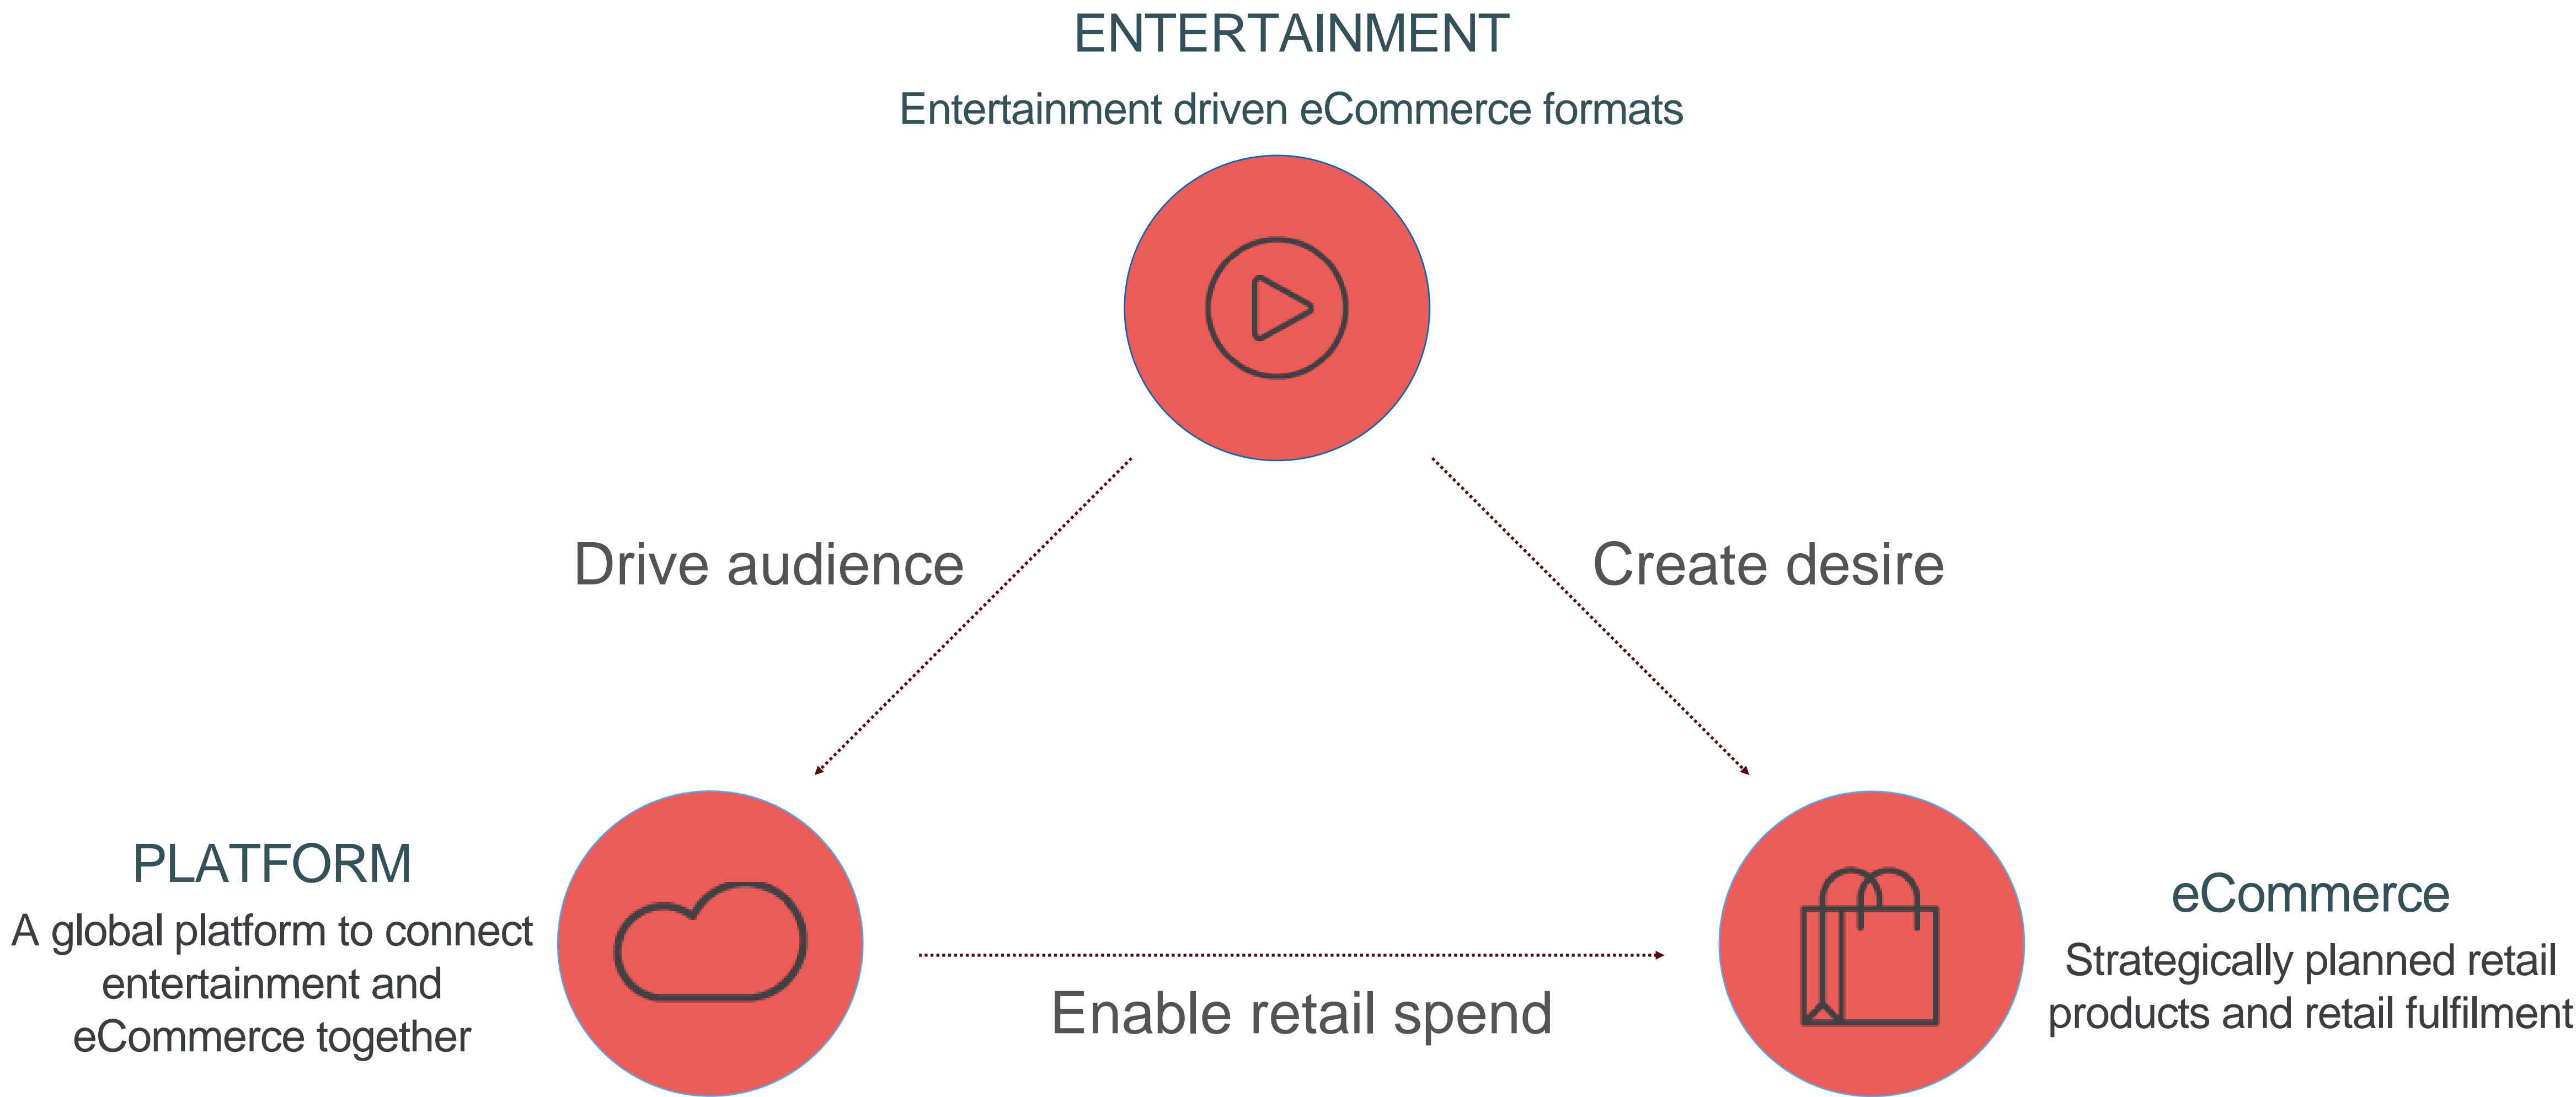 ENTERTAINMENT
Entertainment driven eCommerce formats
Drive audience
Create desire
PLATFORM
A global platform to connect
entertainment and
eCommerce together
Enable retail spend
eCommerce
Strategically planned retail
products and retail fulfilment